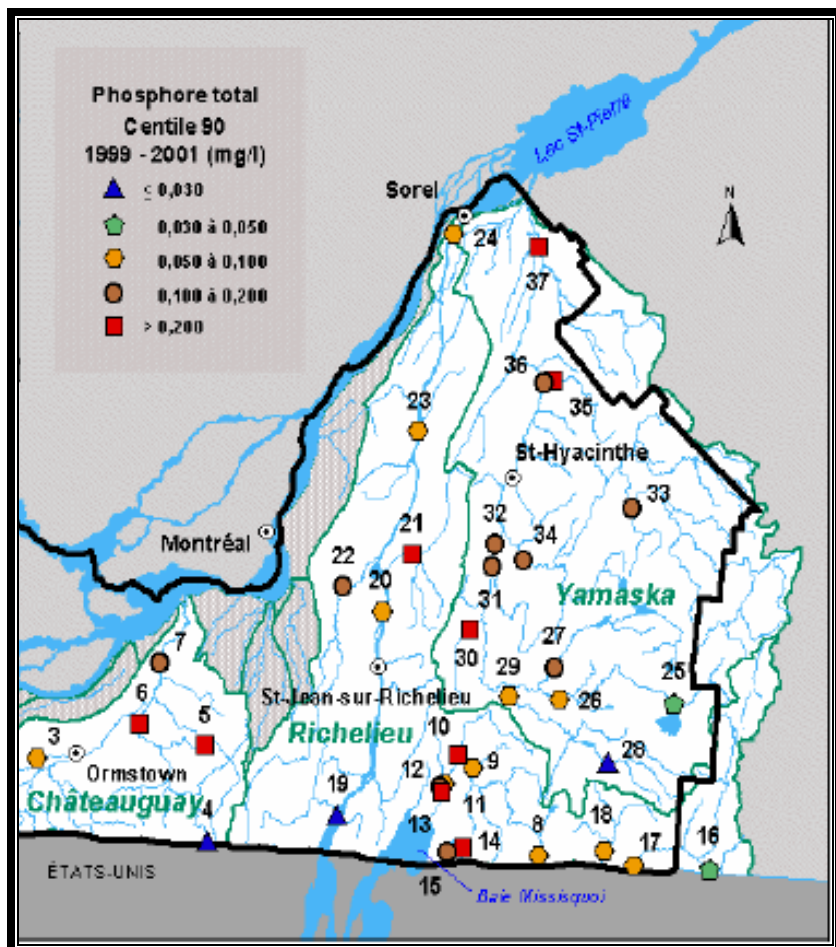 Phosphore total
Centile 90
1999 - 2001 (mg/l)
≤ 0,030
0,030 à 0,050
0,050 à 0,100
0,100 à 0,200
> 0,200
Lac St-Pierre
Sorel
N
24
37
36
35
23
St-Hyacinthe
33
32
34
21
Montréal
22
20
31
Yamaska
7
30
27
29
25
6
5
St-Jean-sur-Richelieu
26
Richelieu
3
10
9
28
Ormstown
12
Châteauguay
4
19
11
13
14
8
18
17
16
ÉTATS-UNIS
15
Baie Missisquoi